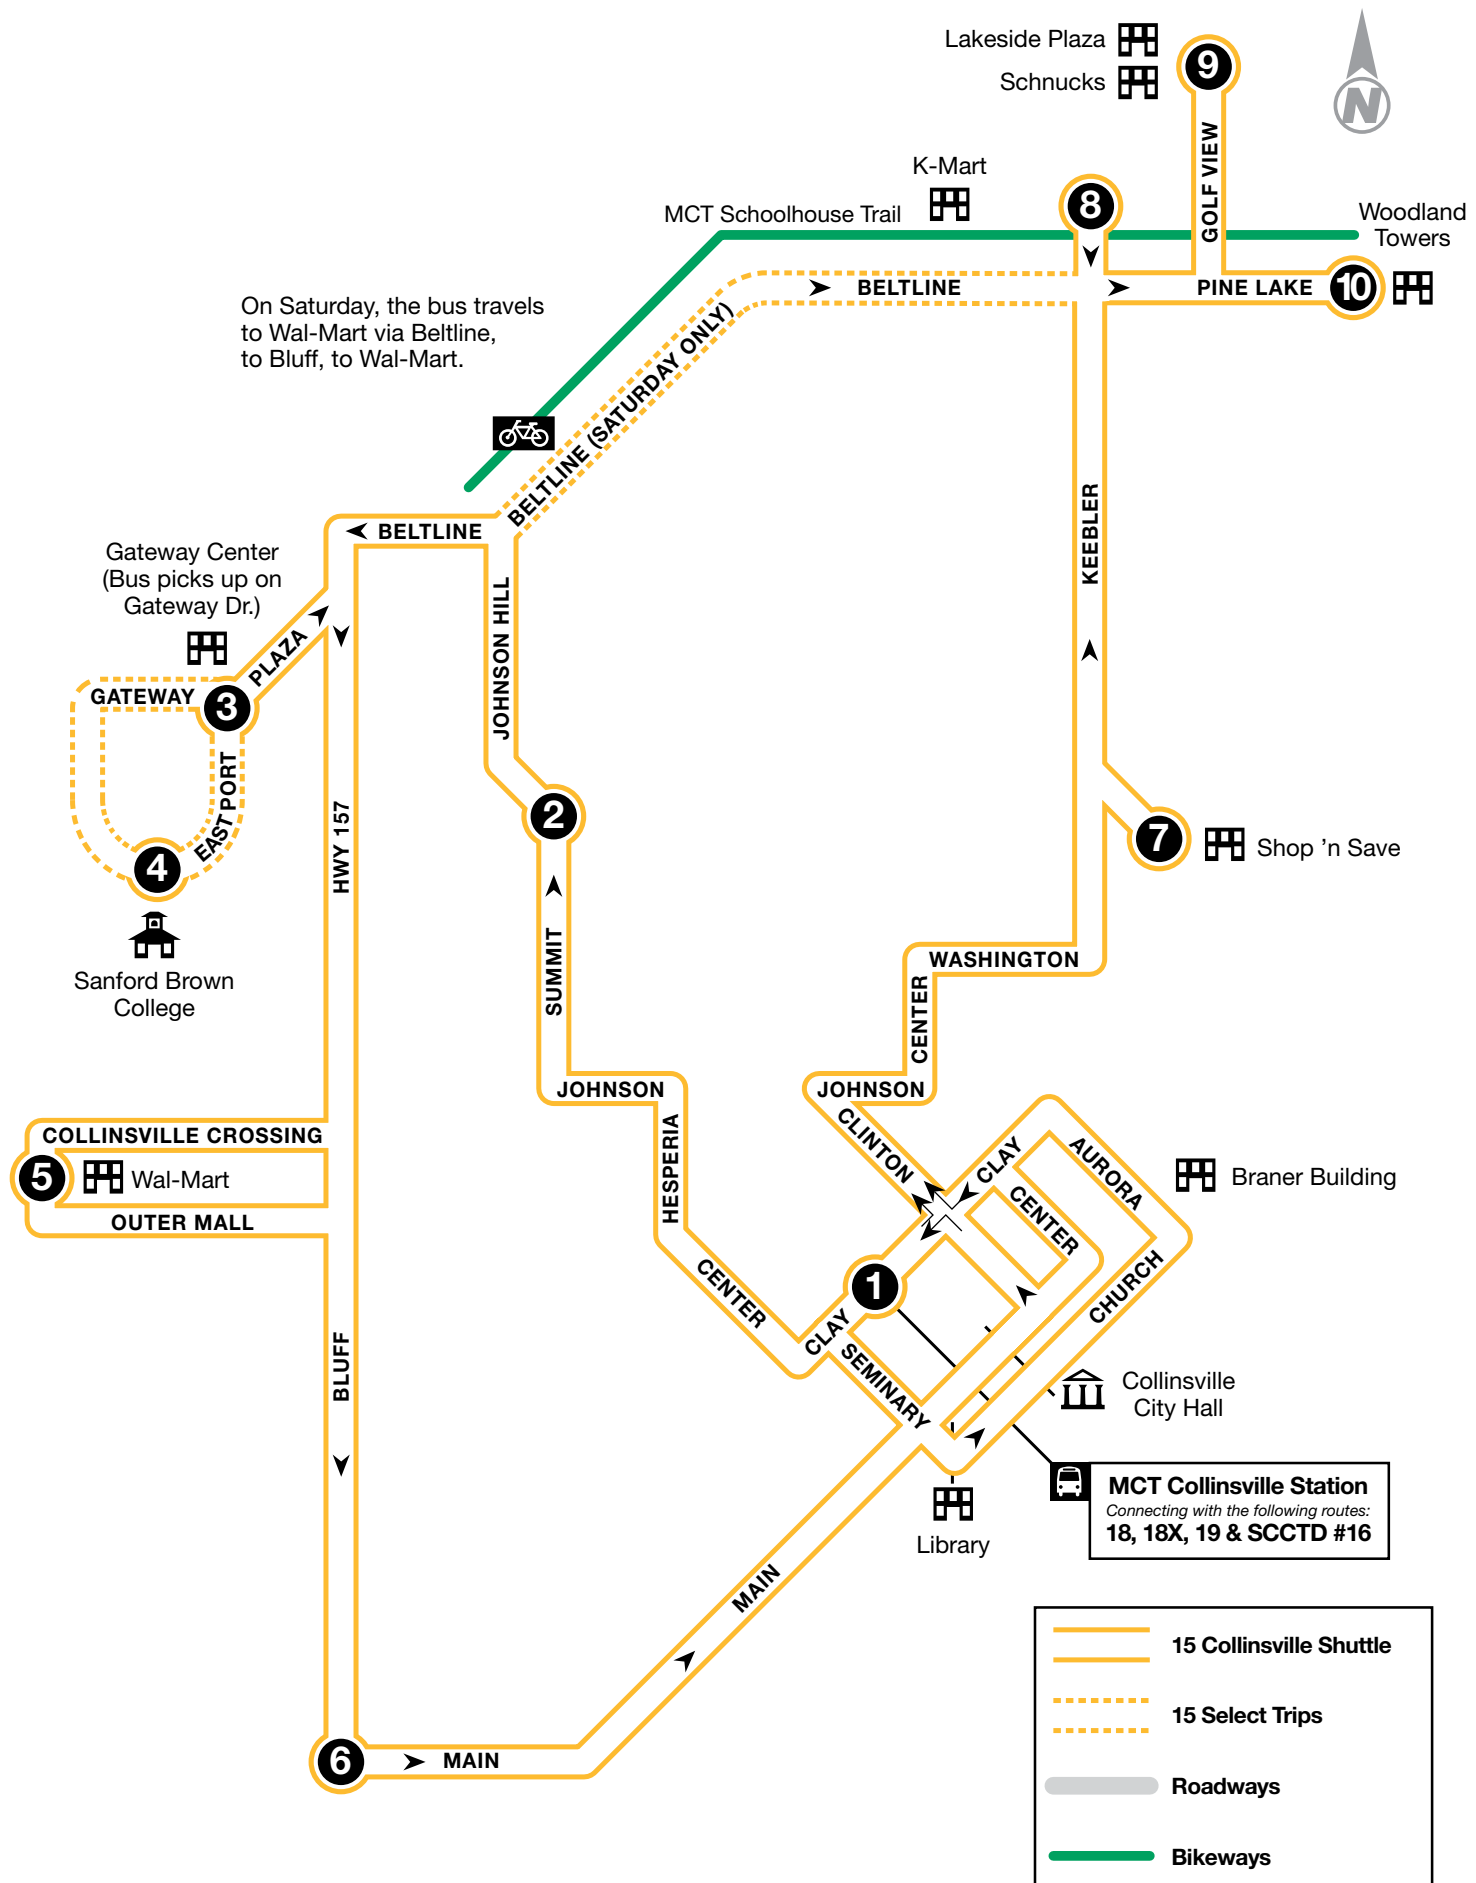 Lakeside Plaza
Schnucks
9
N
GOLF VIEW
K-Mart
MCT Schoolhouse Trail
8
Woodland
Towers
BELTLINE
PINE LAKE
10
On Saturday, the bus travels
to Wal-Mart via Beltline,
to Bluff, to Wal-Mart.
BELTLINE (SATURDAY ONLY)
BELTLINE
KEEBLER
Gateway Center
(Bus picks up on
Gateway Dr.)
JOHNSON HILL
PLAZA
GATEWAY
3
EAST PORT
4
HWY 157
2
7
Shop ’n Save
Sanford Brown
College
SUMMIT
WASHINGTON
CENTER
JOHNSON
JOHNSON
COLLINSVILLE CROSSING
5
Wal-Mart
OUTER MALL
HESPERIA
CLINTON
CLAY
AURORA
CENTER
Braner Building
CENTER
1
CHURCH
CLAY
SEMINARY
BLUFF
Collinsville
City Hall
MCT Collinsville Station
Connecting with the following routes:
18, 18X, 19 & SCCTD #16
Library
MAIN
6
MAIN
15 Collinsville Shuttle
15 Select Trips
Roadways
Bikeways